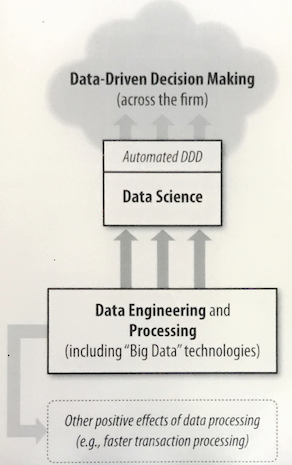 Data-Driven Decision Making
(across the firm)
Automated DDD
Data Science
Data Engineering and
Processing
(including “Big Data” technologies)
Other positive effects of data processing
(e.g., faster transaction processing)